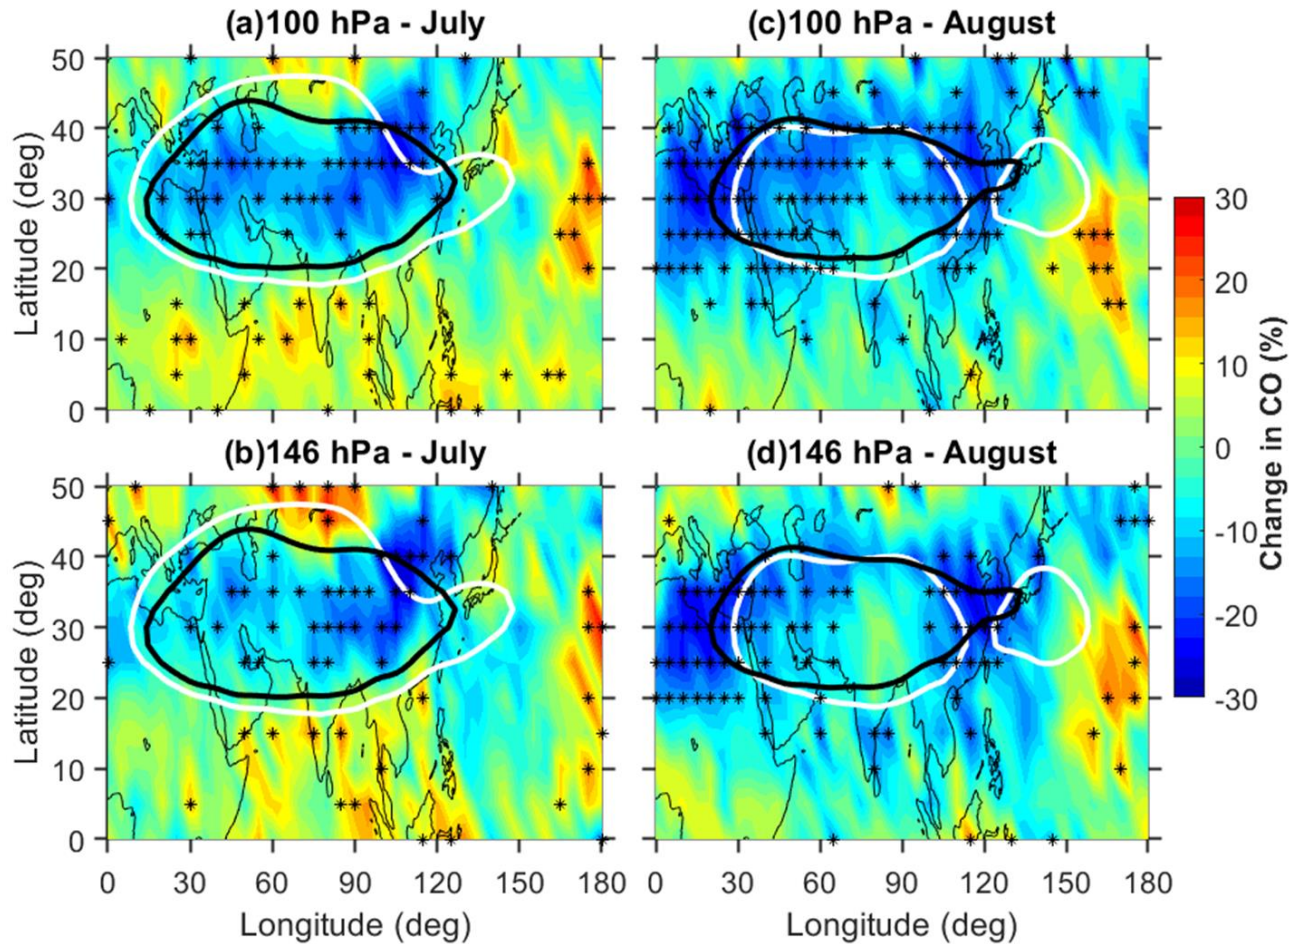 (a)100 hPa - July
(c)100 hPa - August
Latitude (deg)
50
40
30
20
10
0
(b)146 hPa - July
(d)146 hPa - August
Latitude (deg)
50
40
30
20
10
0
0 30 60 90 120 150 180
0 30 60 90 120 150 180
Longitude (deg)
Longitude (deg)
30
20
10
0
-10
-20
-30
Change in CO (%)